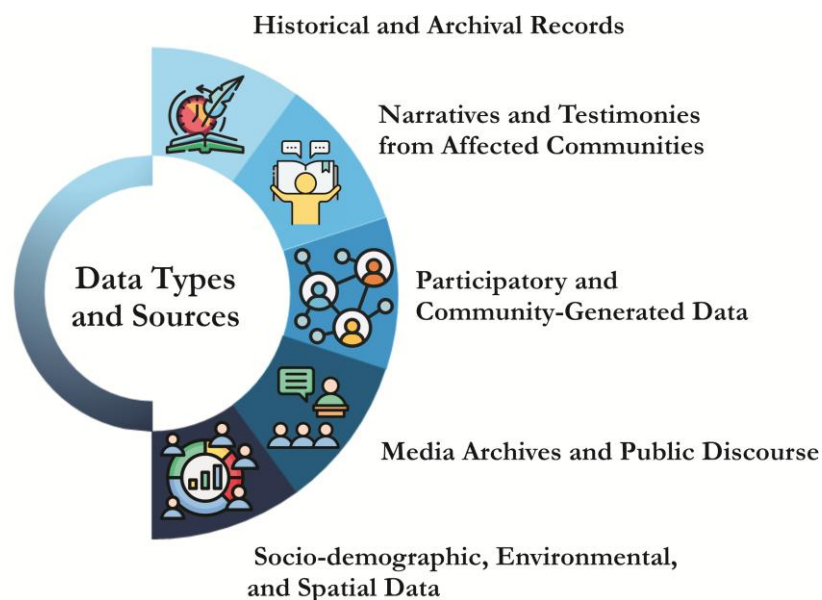 Historical and Archival Records
Narratives and Testimonies
from Affected Communities
Data Types
and Sources
Participatory and
Community-Generated Data
Media Archives and Public Discourse
Socio-demographic, Environmental,
and Spatial Data